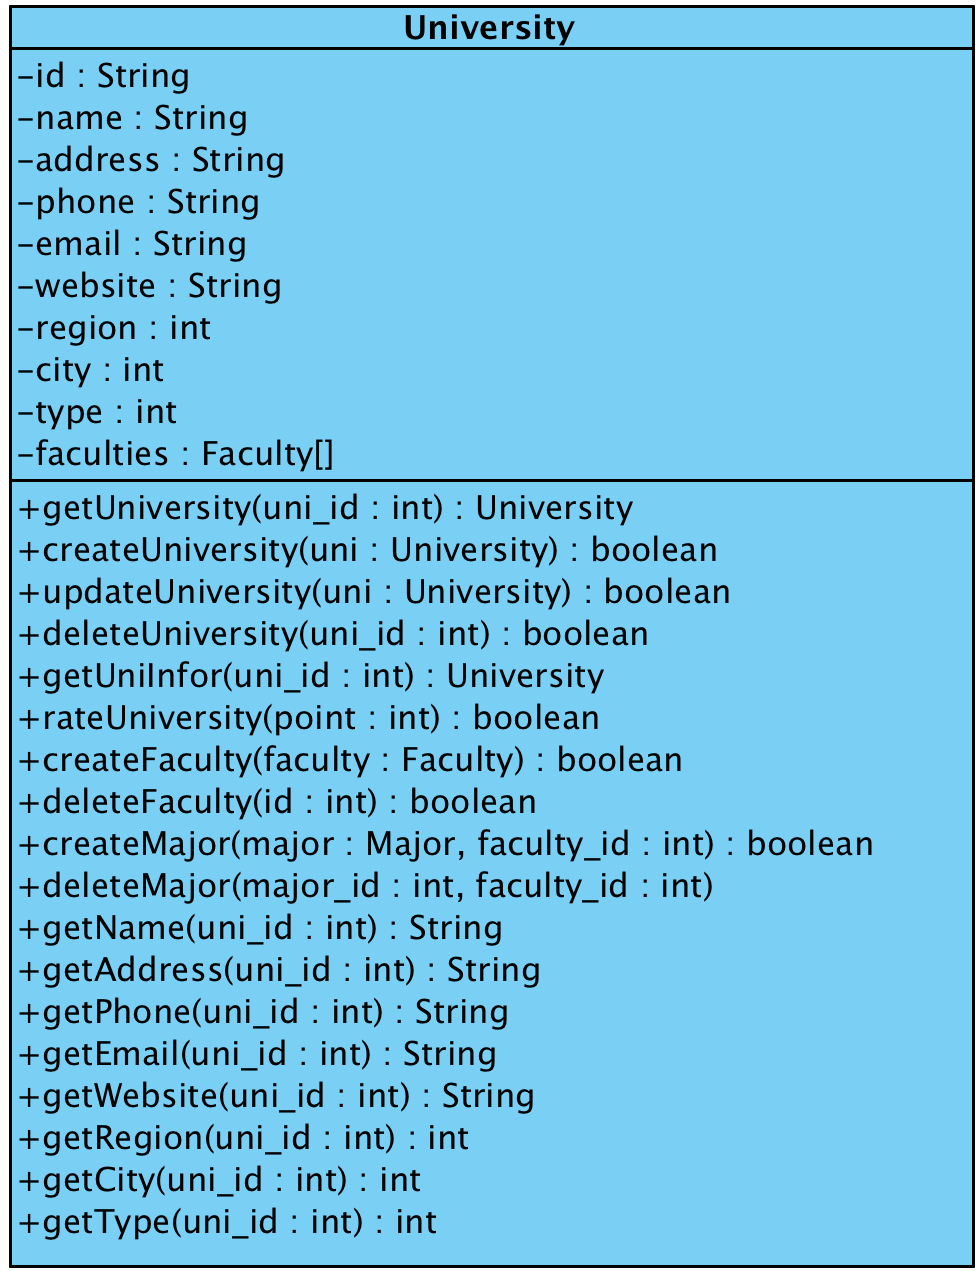 University
-id : String
-name : String
-address : String
-phone : String
-email : String
-website : String
-region : int
-city : int
-type : int
-faculties : Faculty[]
+getUniversity(uni_id : int) : University
+createUniversity(uni : University) : boolean
+updateUniversity(uni : University) : boolean
+deleteUniversity(uni_id : int) : boolean
+getUniInfor(uni_id : int) : University
+rateUniversity(point : int) : boolean
+createFaculty(faculty : Faculty) : boolean
+deleteFaculty(id : int) : boolean
+createMajor(major : Major, faculty_id : int) : boolean
+deleteMajor(major_id : int, faculty_id : int)
+getName(uni_id : int) : String
+getAddress(uni_id : int) : String
+getPhone(uni_id : int) : String
+getEmail(uni_id : int) : String
+getWebsite(uni_id : int) : String
+getRegion(uni_id : int) : int
+getCity(uni_id : int) : int
+getType(uni_id : int) : int